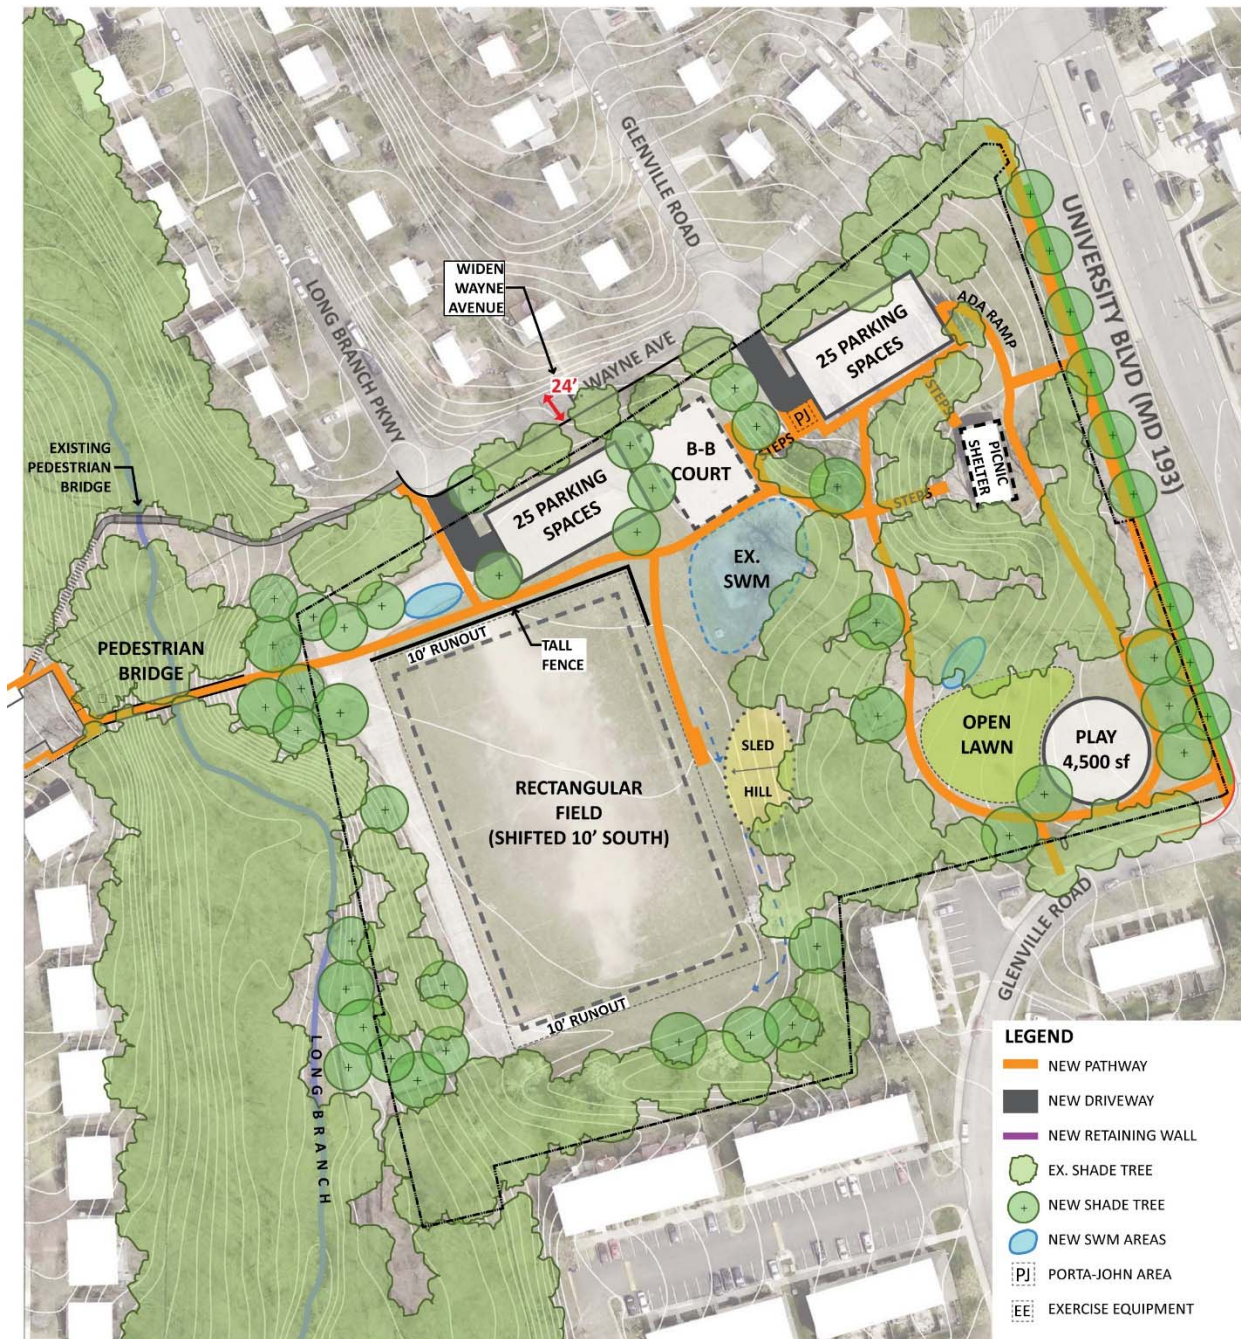 GLENVILLE ROAD
UNIVERSITY BLVD (MD 193)
WIDEN
WAYNE
AVENUE
LONG BRANCH PKWY
24'
WAYNE AVE
25 PARKING
SPACES
ADA RAMP
STEPS
PJ
STEPS
B-B
COURT
PICNIC
SHELTER
EXISTING
PEDESTRIAN
BRIDGE
25 PARKING
SPACES
STEPS
EX.
SWM
10' RUNOUT
TALL
FENCE
PEDESTRIAN
BRIDGE
OPEN
LAWN
PLAY
4,500 sf
SLED
HILL
RECTANGULAR
FIELD
(SHIFTED 10' SOUTH)
GLENVILLE ROAD
10' RUNOUT
LONG BRANCH
LEGEND
NEW PATHWAY
NEW DRIVEWAY
NEW RETAINING WALL
EX. SHADE TREE
NEW SHADE TREE
NEW SWM AREAS
PJ PORTA-JOHN AREA
EE EXERCISE EQUIPMENT